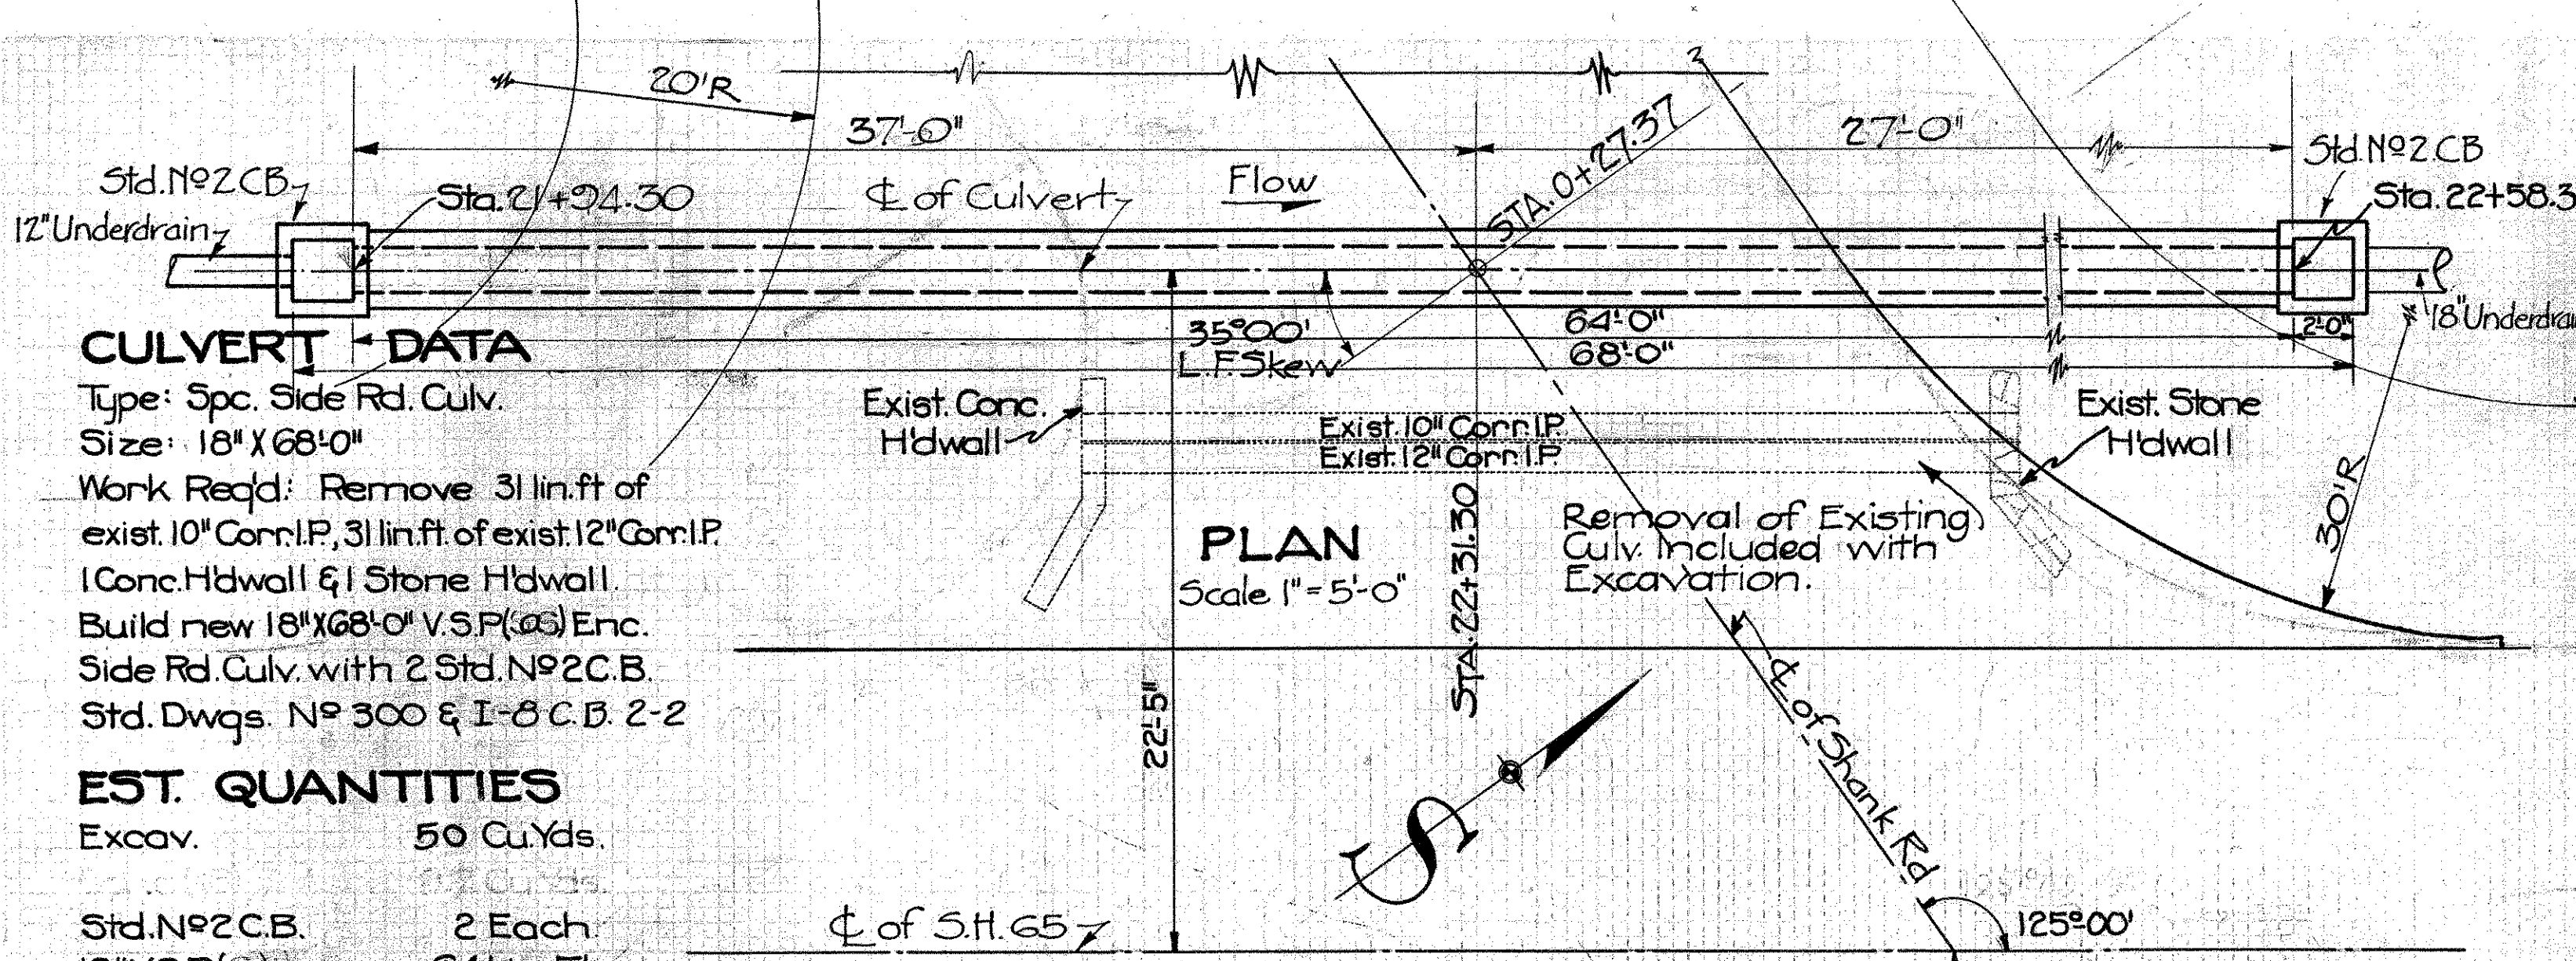 20'R
37'-0"
27'-0"
Std.Nº2CB
12"Underdrain
Sta.21+94.30
℄ of Culvert
Flow
STA.0+27.37
Std.Nº2.CB
Sta.22+58.3
18"Underdrain
2'-0"
35°00'
L.F.Skew
64'-0"
68'-0"
CULVERT DATA
Type: Spc. Side Rd. Culv.
Size: 18" X 68'-0"
Work Req'd: Remove 31 lin.ft of
exist.10"Corr.I.P., 31 lin.ft. of exist.12"Corr.I.P.
1 Conc.H'dwall & 1 Stone H'dwall.
Build new 18"X68'-0" V.S.P. Enc.
Side Rd.Culv. with 2 Std.Nº2C.B.
Std. Dwgs. Nº 300 & I-8 C.B. 2-2
EST. QUANTITIES
Excav. 50 Cu.Yds.
Std.Nº2C.B. 2 Each
Exist. Conc.
H'dwall
Exist.10" Corr.I.P.
Exist.12" Corr.I.P.
Exist. Stone
H'dwall
PLAN
Scale 1"=5'-0"
STA.22+31.30
Removal of Existing
Culv. Included with
Excavation.
30'R
22'-5"
℄ of Shank Rd
S
℄ of S.H.65
125°00'